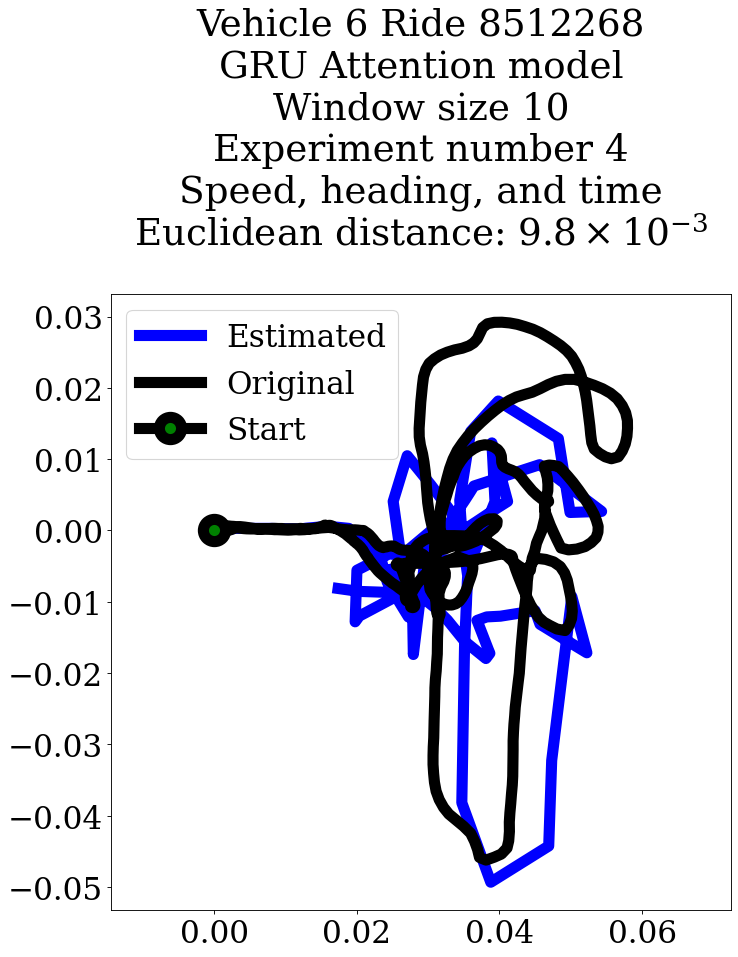 Vehicle 6 Ride 8512268
GRU Attention model
Window size 10
Experiment number 4
Speed, heading, and time
Euclidean distance: 9.8 × 10⁻³
Estimated
Original
Start
0.03
0.02
0.01
0.00
−0.01
−0.02
−0.03
−0.04
−0.05
0.00 0.02 0.04 0.06